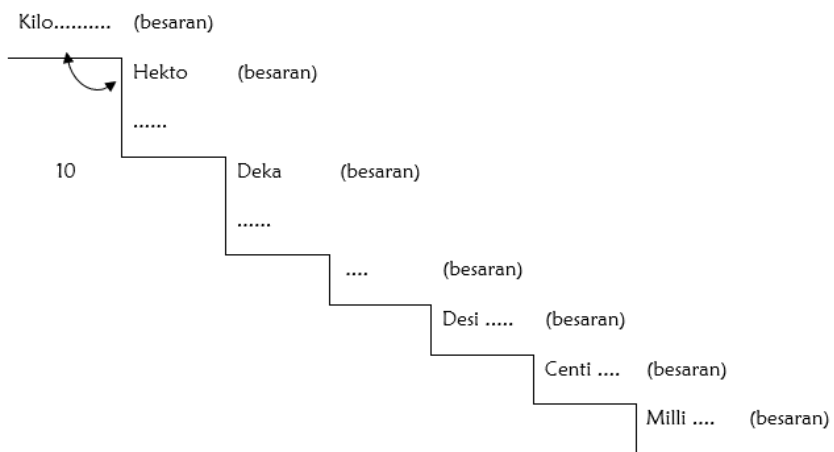 Kilo.......... (besaran)
Hekto (besaran)
......
10 Deka (besaran)
......
.... (besaran)
Desi ..... (besaran)
Centi .... (besaran)
Milli .... (besaran)